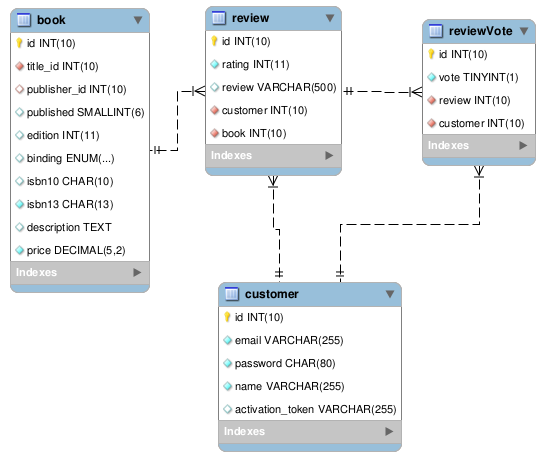 book
id INT(10)
title_id INT(10)
publisher_id INT(10)
published SMALLINT(6)
edition INT(11)
binding ENUM(...)
isbn10 CHAR(10)
isbn13 CHAR(13)
description TEXT
price DECIMAL(5,2)
Indexes
review
id INT(10)
rating INT(11)
review VARCHAR(500)
customer INT(10)
book INT(10)
Indexes
reviewVote
id INT(10)
vote TINYINT(1)
review INT(10)
customer INT(10)
Indexes
customer
id INT(10)
email VARCHAR(255)
password CHAR(80)
name VARCHAR(255)
activation_token VARCHAR(255)
Indexes